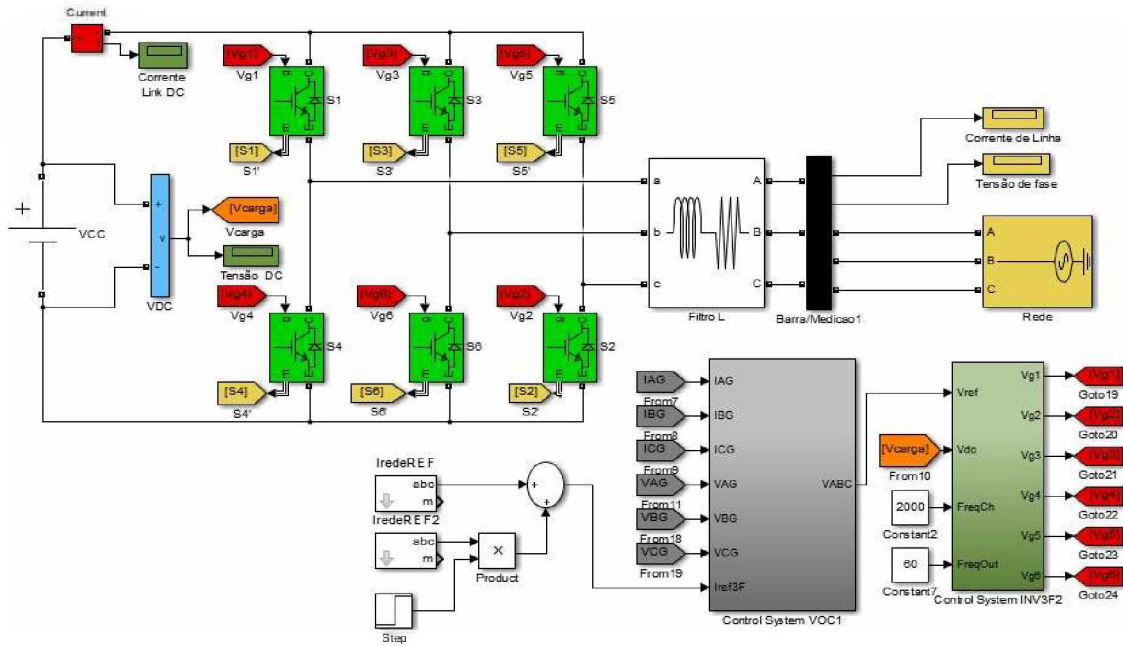 Current
Corrente
Link DC
[Vg1]
Vg1
g
C
E
S1
[S1]
S1'
[Vg3]
Vg3
g
C
E
S3
[S3]
S3'
[Vg5]
Vg5
g
C
E
S5
[S5]
S5'
VCC
+
v
VDC
[Vcarga]
Vcarga
Tensão DC
[Vg4]
Vg4
g
C
E
S4
[S4]
S4'
Vg6
g
C
E
S6
[S6]
S6'
[Vg2]
Vg2
g
C
E
S2
[S2]
S2'
a
b
c
A
B
C
Filtro L
Barra/Medicao1
Corrente de Linha
Tensão de fase
A
B
C
Rede
IAG
From7
IBG
From8
ICG
From9
VAG
From11
VBG
From18
VCG
From19
IAG
IBG
ICG
VAG
VBG
VCG
Iref3F
VABC
Control System VOC1
[Vcarga]
From10
2000
Constant2
60
Constant7
Vref
Vdc
FreqCh
FreqOut
Vg1
Vg2
Vg3
Vg4
Vg5
Vg6
Control System INV3F2
[Vg1]
Goto19
[Vg2]
Goto20
[Vg3]
Goto21
[Vg4]
Goto22
[Vg5]
Goto23
[Vg6]
Goto24
IredeREF
abc
m
IredeREF2
abc
m
+
+
×
Product
Step